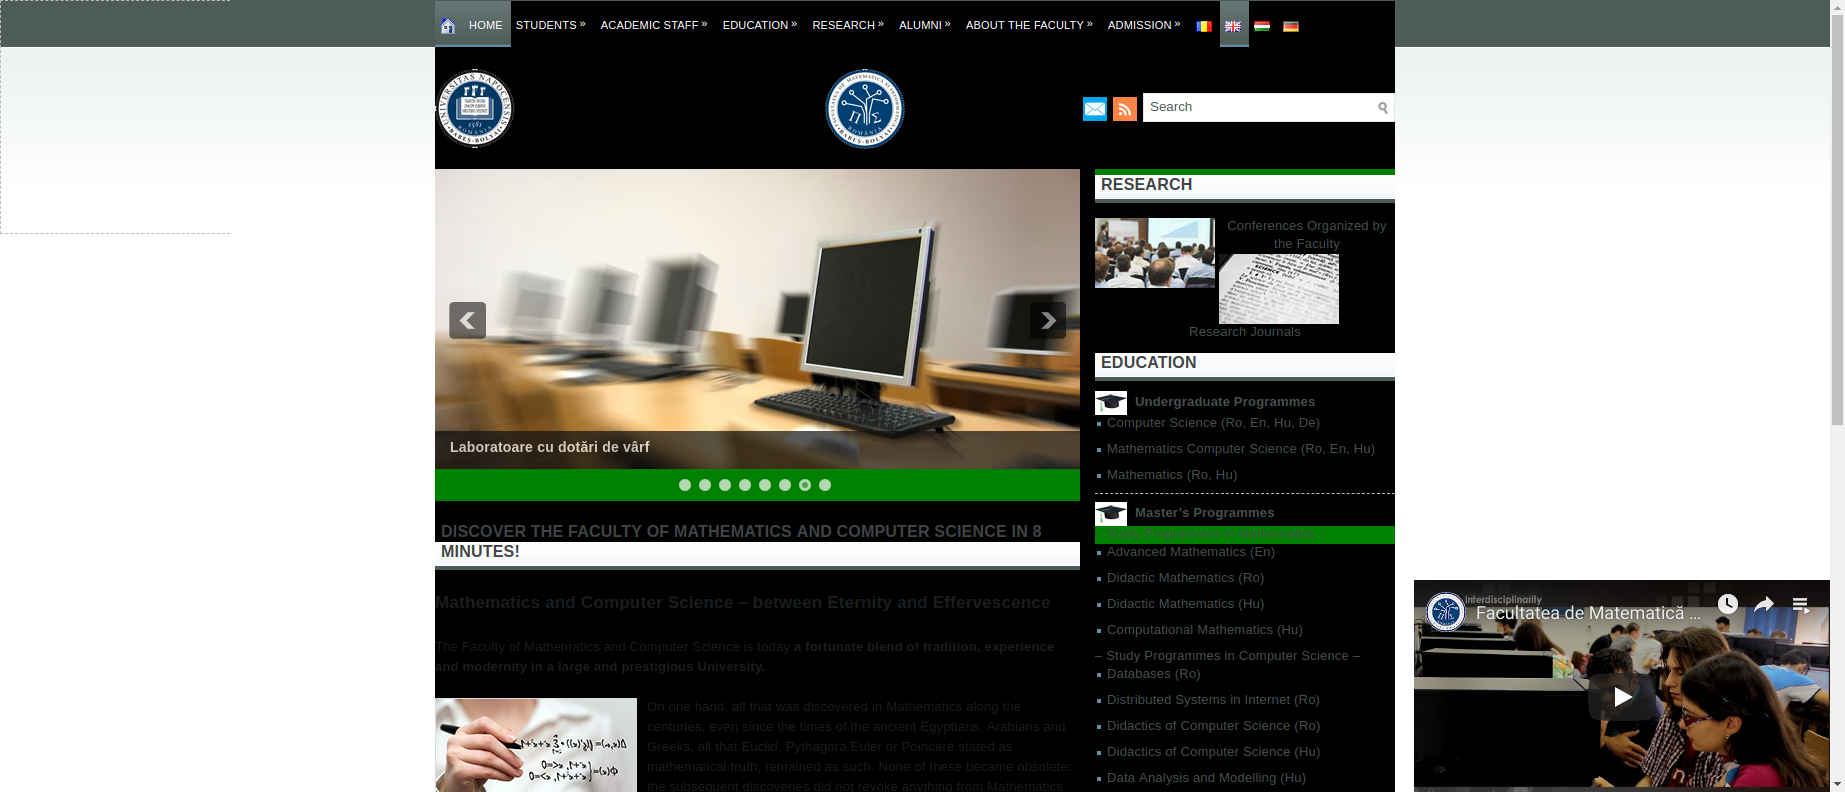 HOME STUDENTS » ACADEMIC STAFF » EDUCATION » RESEARCH » ALUMNI » ABOUT THE FACULTY » ADMISSION »
Search
Laboratoare cu dotări de vârf
DISCOVER THE FACULTY OF MATHEMATICS AND COMPUTER SCIENCE IN 8
MINUTES!
Mathematics and Computer Science – between Eternity and Effervescence
The Faculty of Mathematics and Computer Science is today a fortunate blend of tradition, experience
and modernity in a large and prestigious University.
On one hand, all that was discovered in Mathematics along the
centuries, even since the times of the ancient Egyptians, Arabians and
Greeks, all that Euclid, Pythagora Euler or Poincaré stated as
mathematical truth, remained as such. None of these became obsolete;
the subsequent discoveries did not revoke anything from Mathematics
RESEARCH
Conferences Organized by
the Faculty
SCIENCE
Research Journals
EDUCATION
Undergraduate Programmes
Computer Science (Ro, En, Hu, De)
Mathematics Computer Science (Ro, En, Hu)
Mathematics (Ro, Hu)
Master’s Programmes
Advanced Mathematics (En)
Didactic Mathematics (Ro)
Didactic Mathematics (Hu)
Computational Mathematics (Hu)
– Study Programmes in Computer Science –
Databases (Ro)
Distributed Systems in Internet (Ro)
Didactics of Computer Science (Ro)
Didactics of Computer Science (Hu)
Data Analysis and Modelling (Hu)
Interdisciplinarily
Facultatea de Matematică ...